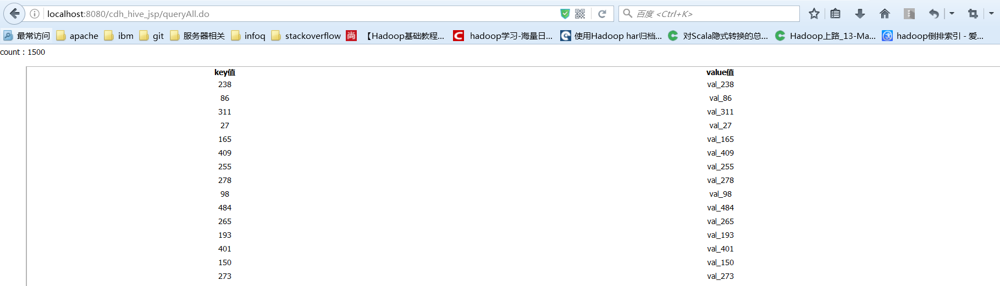 localhost:8080/cdh_hive_jsp/queryAll.do 百度 <Ctrl+K>
最常访问 apache ibm git 服务器相关 infoq stackoverflow 尚 【Hadoop基础教程... hadoop学习-海量日... 使用Hadoop har归档... 对Scala隐式转换的总... Hadoop上路_13-Ma... hadoop倒排索引 - 爱...
count : 1500
key值 value值
238 val_238
86 val_86
311 val_311
27 val_27
165 val_165
409 val_409
255 val_255
278 val_278
98 val_98
484 val_484
265 val_265
193 val_193
401 val_401
150 val_150
273 val_273